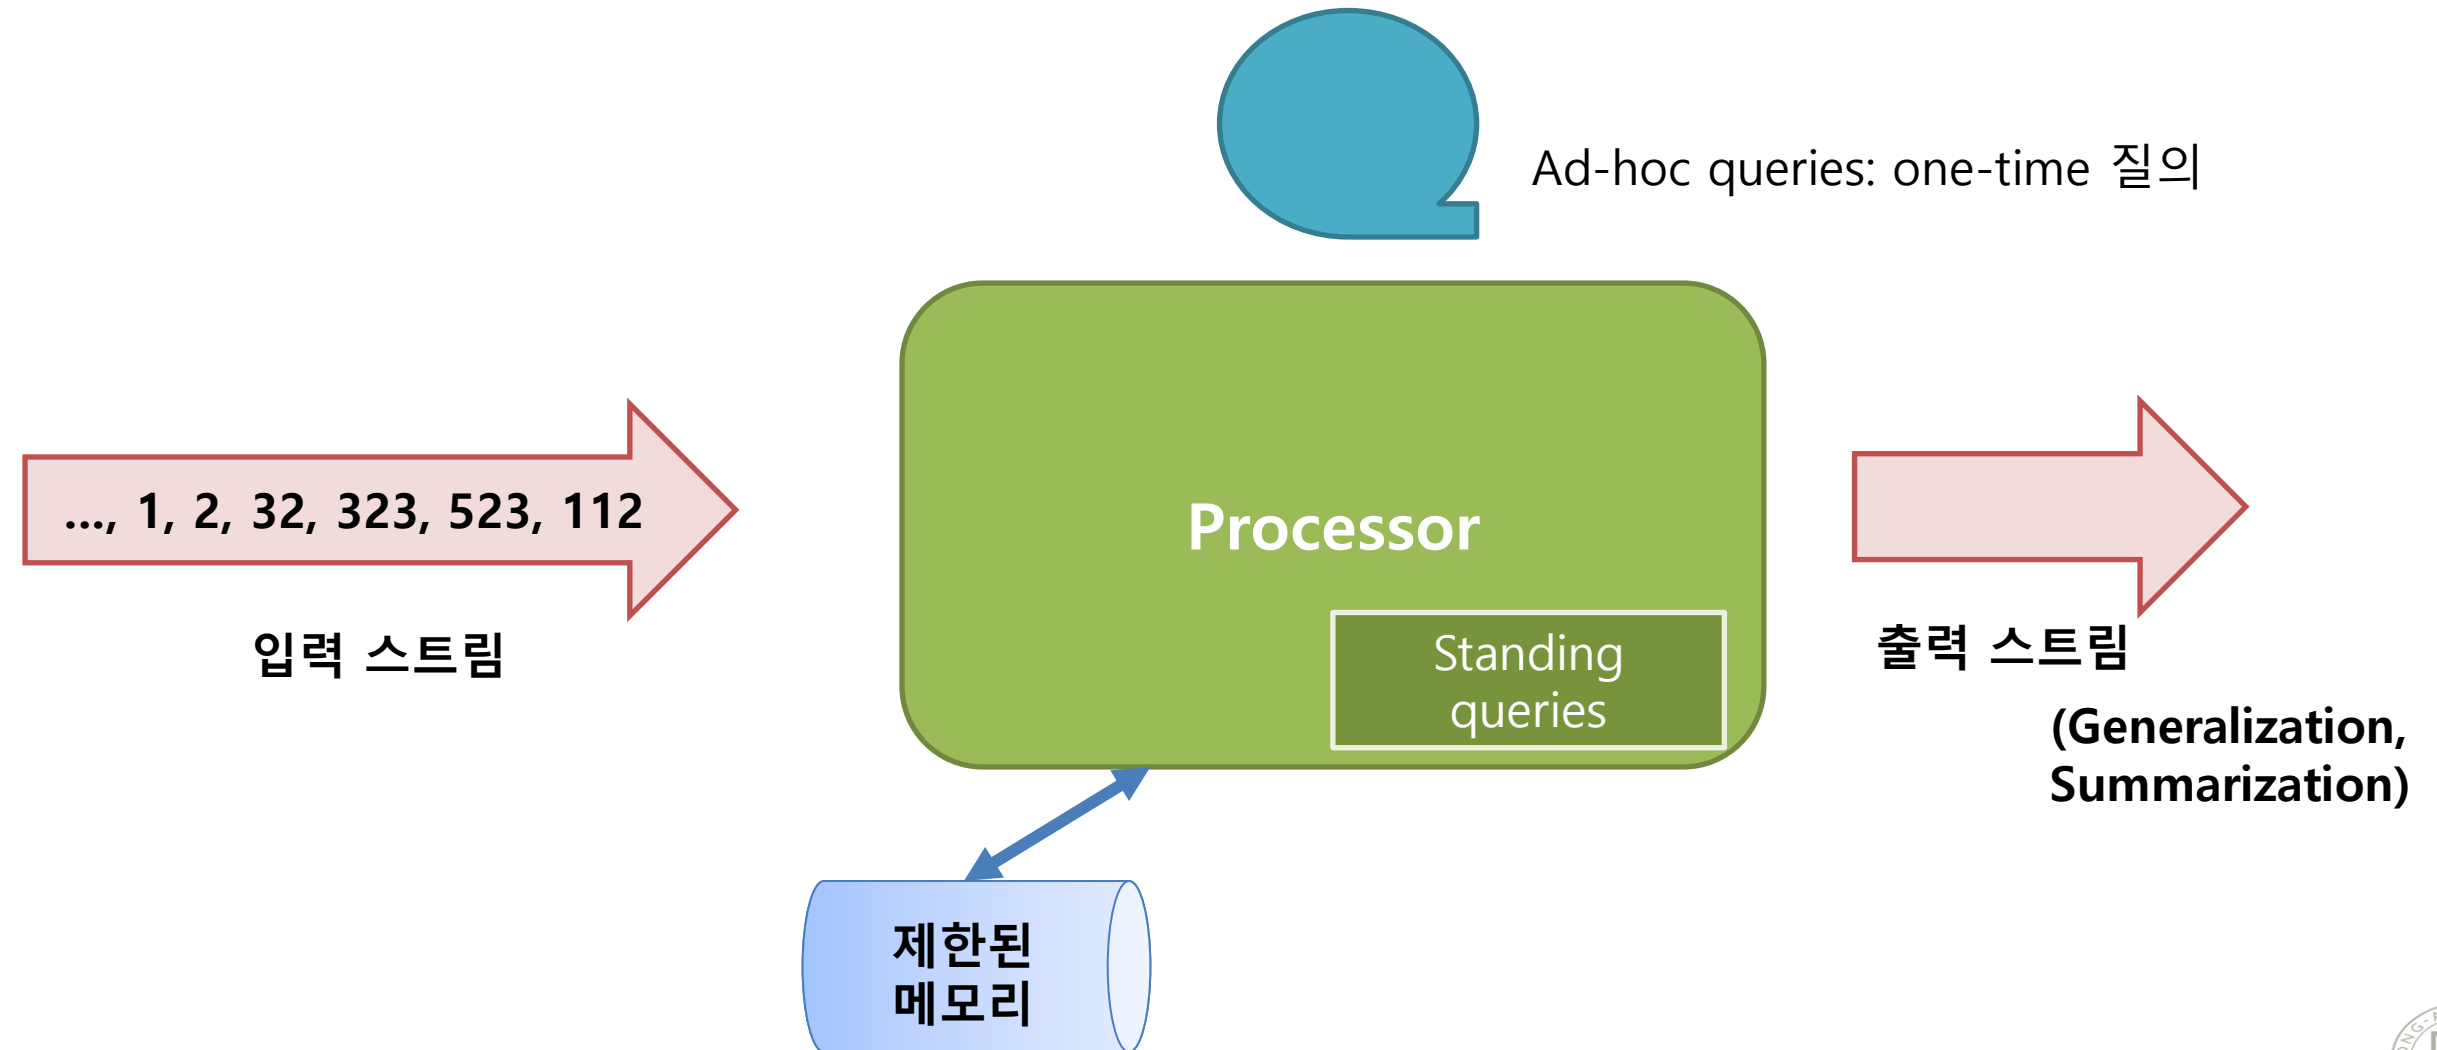 Ad-hoc queries: one-time 질의
..., 1, 2, 32, 323, 523, 112
Processor
Standing
queries
입력 스트림
출력 스트림
(Generalization,
Summarization)
제한된
메모리